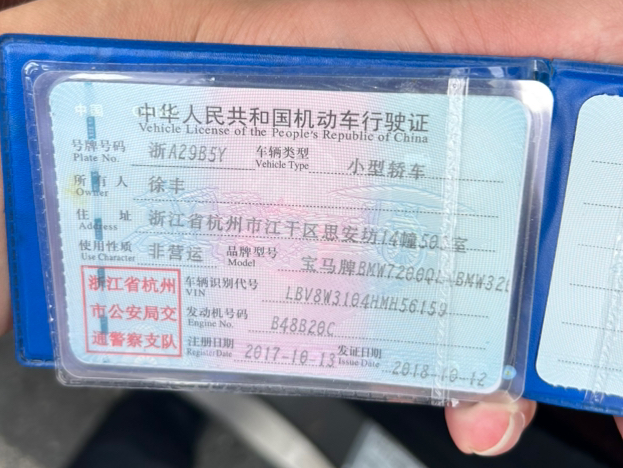 中国
中华人民共和国机动车行驶证
Vehicle License of the People's Republic of China
号牌号码 浙A29B5Y 车辆类型 小型轿车
Plate No. Vehicle Type
所有人 徐丰
Owner
住址 浙江省杭州市江干区思安坊14幢50 室
Address
使用性质 非营运 品牌型号 宝马牌BMW7200QL
Use Character Model
浙江省杭州
市公安局交
通警察支队
车辆识别代号 LBV8W3104HMH56159
VIN
发动机号码 B48B20C
Engine No.
注册日期 2017-10-13 发证日期 2018-10-12
Register Date Issue Date